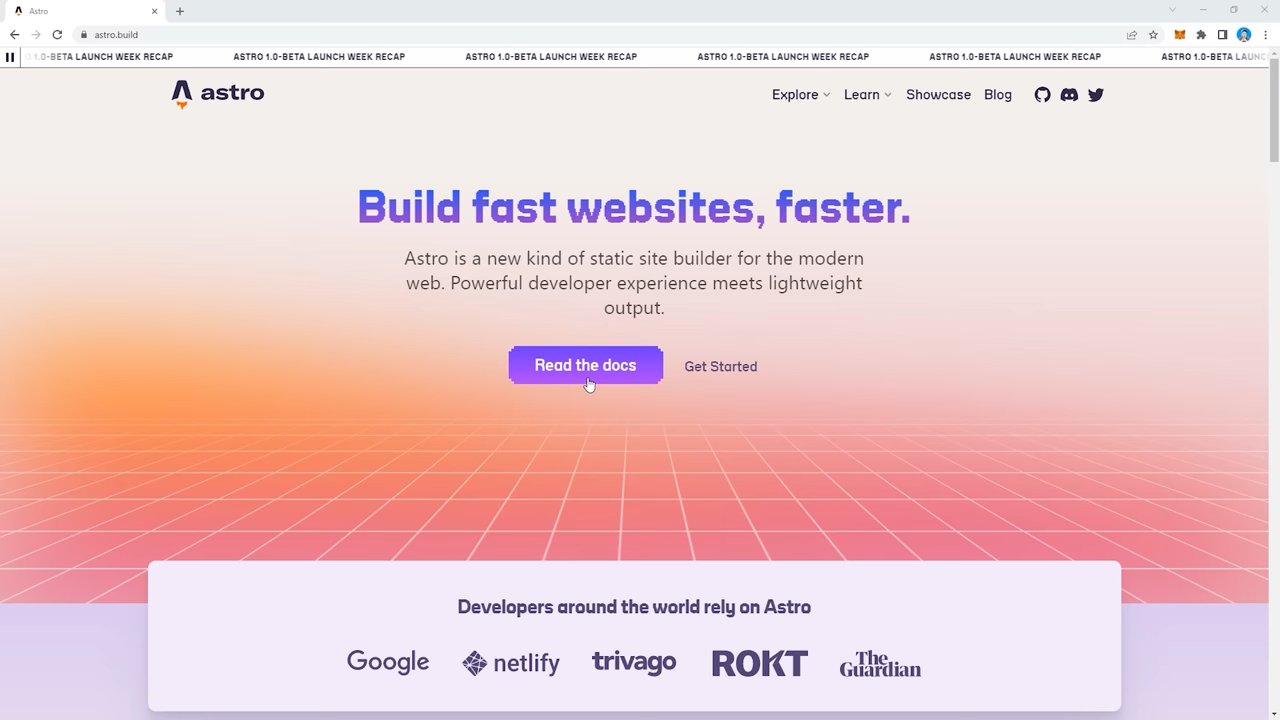 Astro
astro.build
1.0-BETA LAUNCH WEEK RECAP ASTRO 1.0-BETA LAUNCH WEEK RECAP ASTRO 1.0-BETA LAUNCH WEEK RECAP ASTRO 1.0-BETA LAUNCH WEEK RECAP ASTRO 1.0-BETA LAUNCH WEEK RECAP ASTRO 1.0-BETA LAUNC
astro Explore Learn Showcase Blog
Build fast websites, faster.
Astro is a new kind of static site builder for the modern
web. Powerful developer experience meets lightweight
output.
Read the docs Get Started
Developers around the world rely on Astro
Google netlify trivago ROKT The Guardian